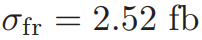 σ_fr = 2.52 fb